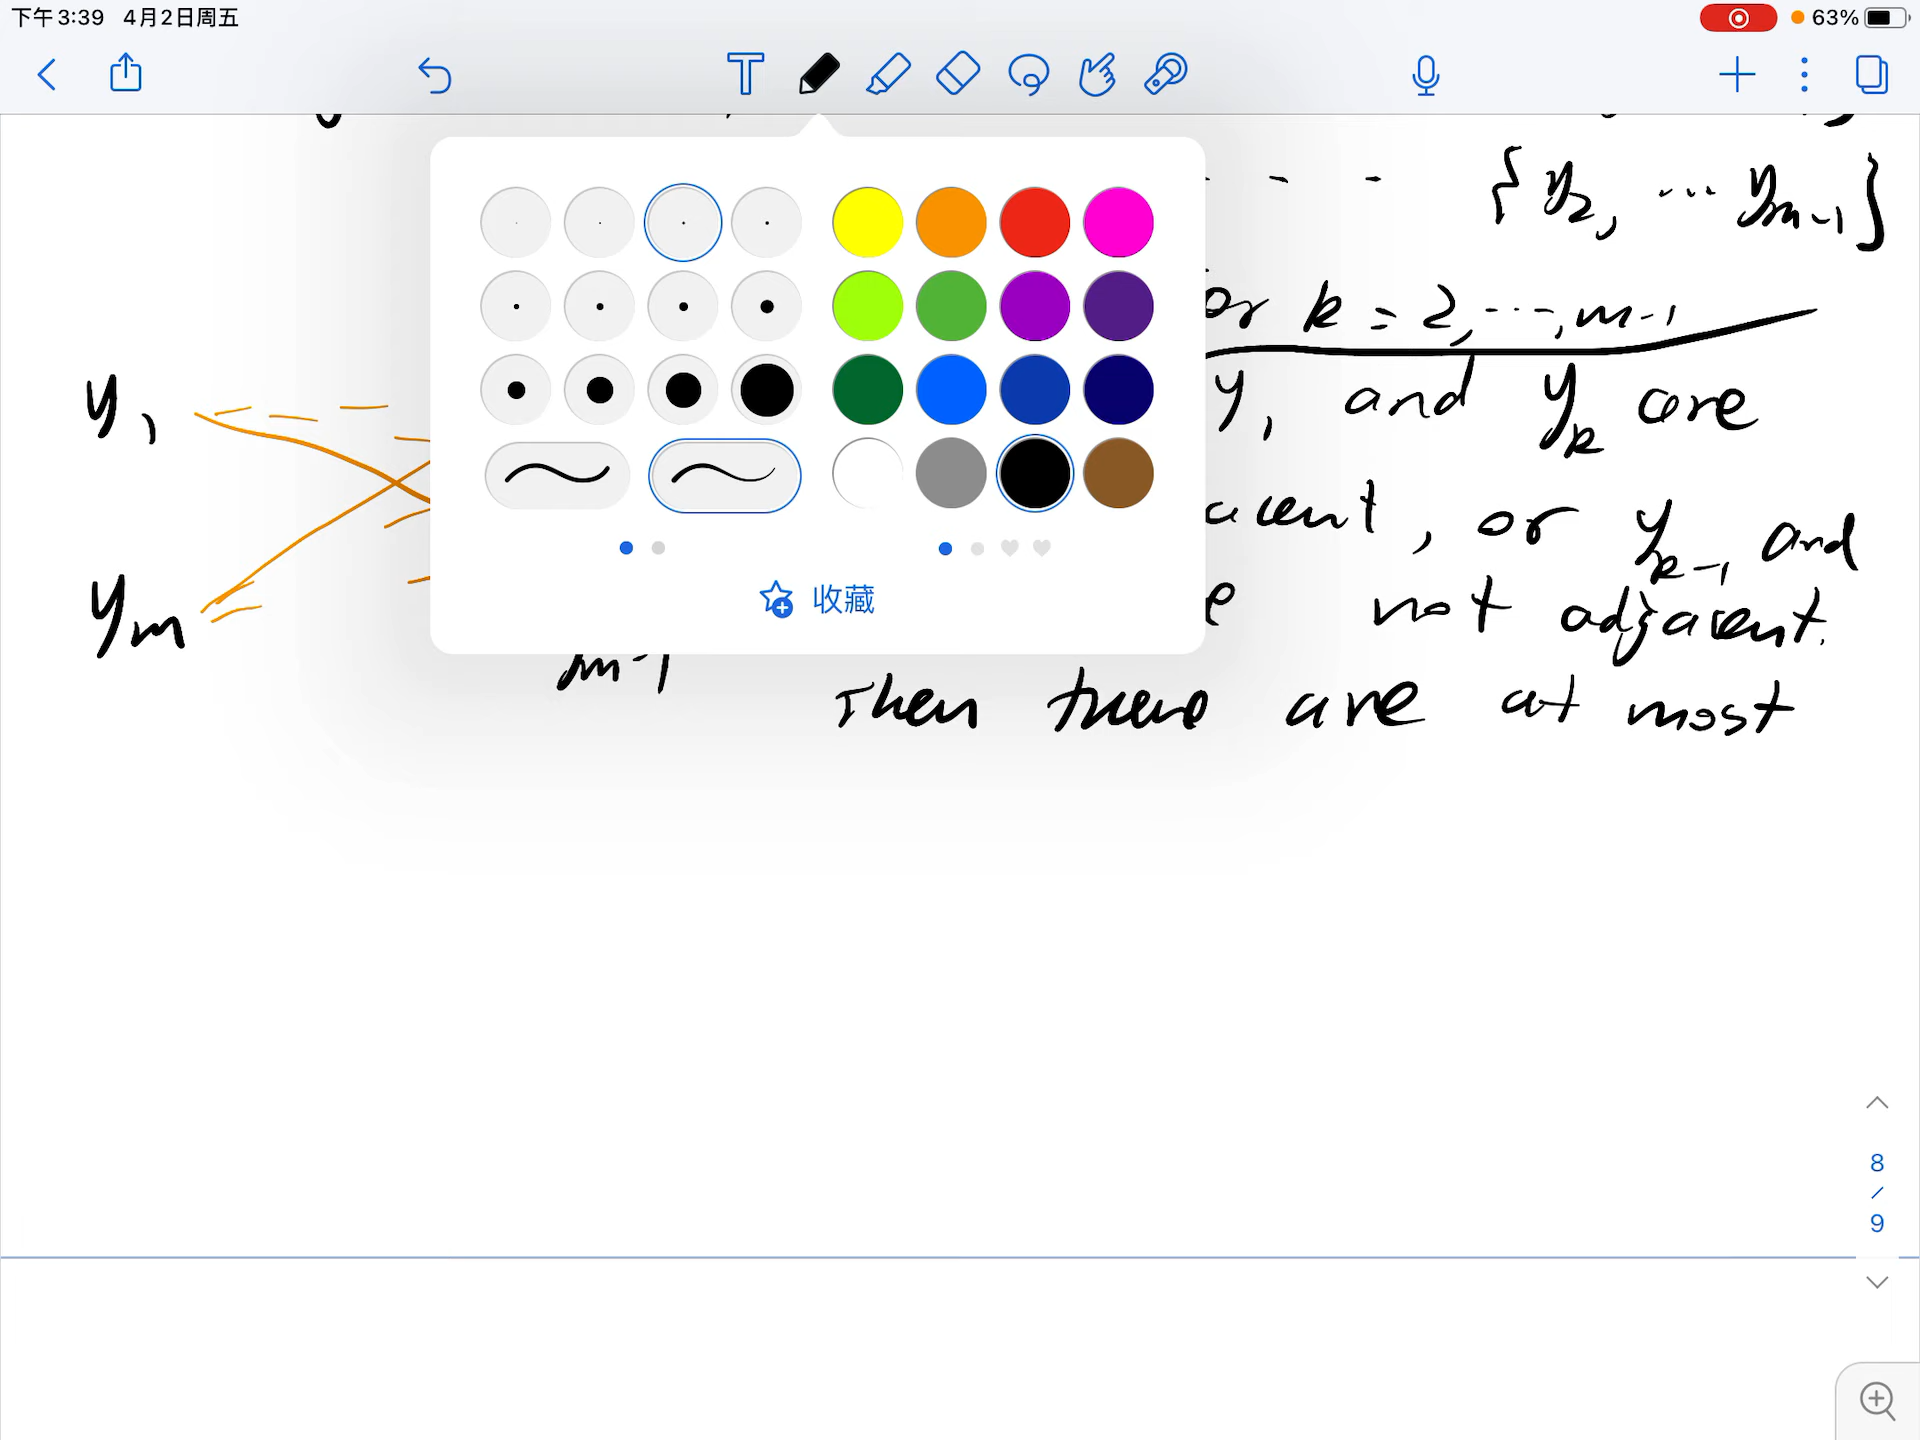 下午3:39 4月2日周五
63%
T
{y₂, ... yₘ₋₁}
or k = 2, ..., m-1
y₁ and yₖ are
acent, or yₖ₋₁ and
e not adjacent.
y₁
yₘ
m-1
Then there are at most
收藏
8
/
9